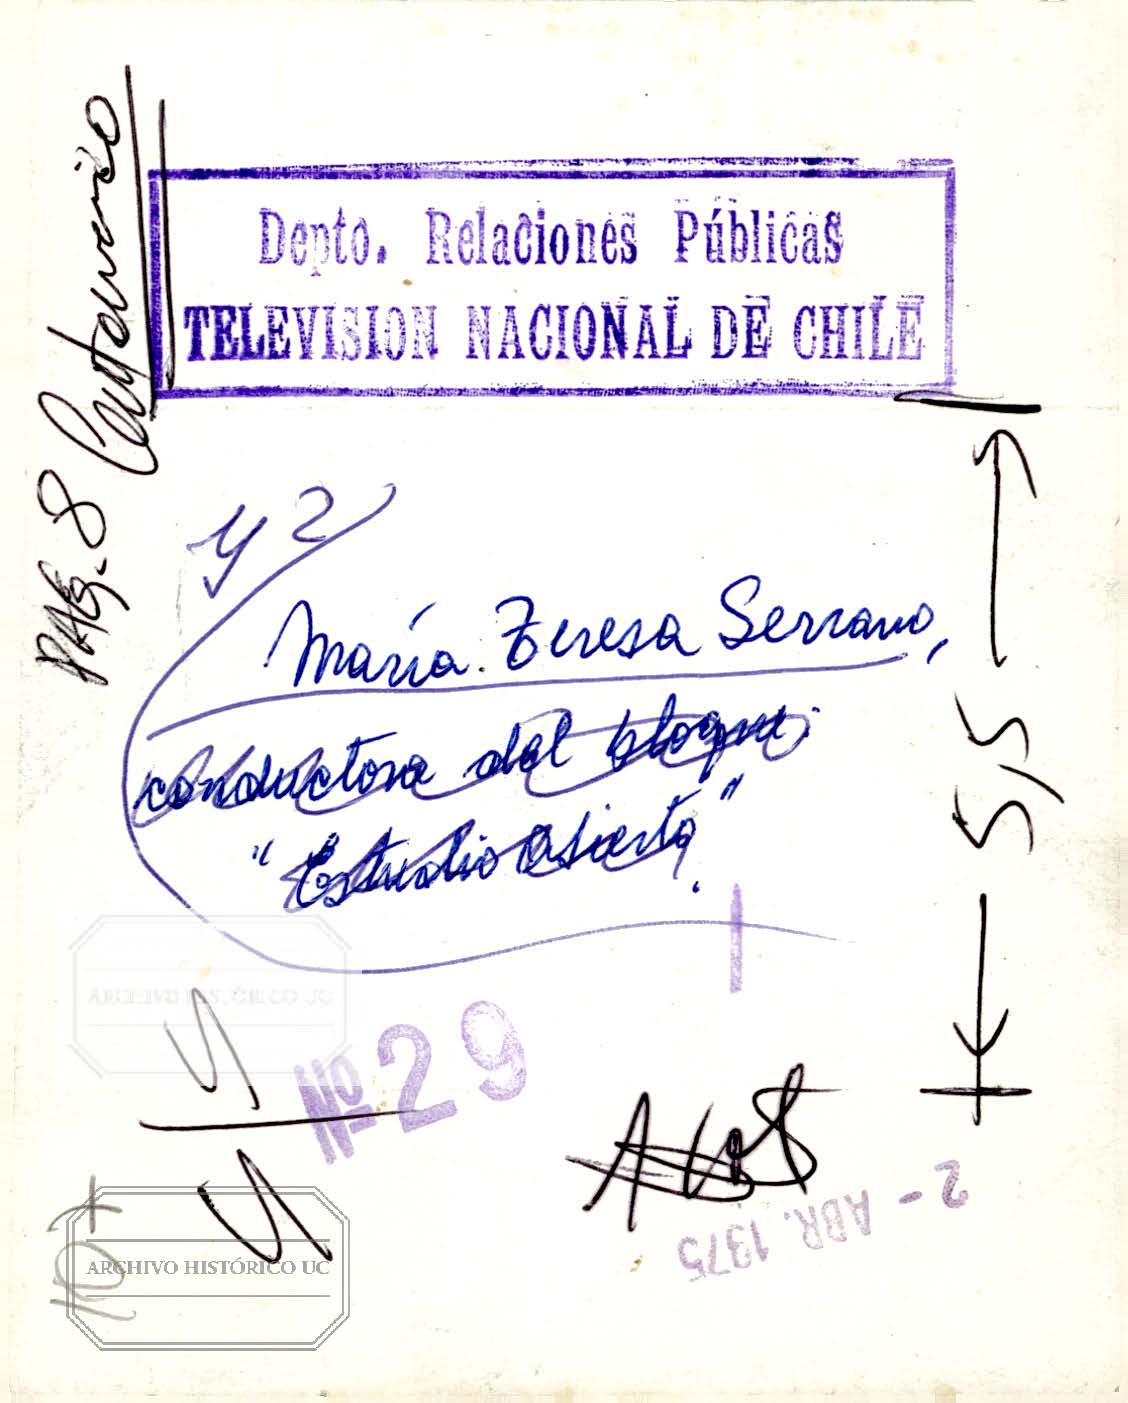 Depto. Relaciones Públicas
TELEVISION NACIONAL DE CHILE
PAG. 8
y 2
María Teresa Serrano,
conductora del bloque
"Estudio Abierto".
5/5
Nº 29
2 - ABR. 1975
ARCHIVO HISTÓRICO UC
ARCHIVO HISTÓRICO UC